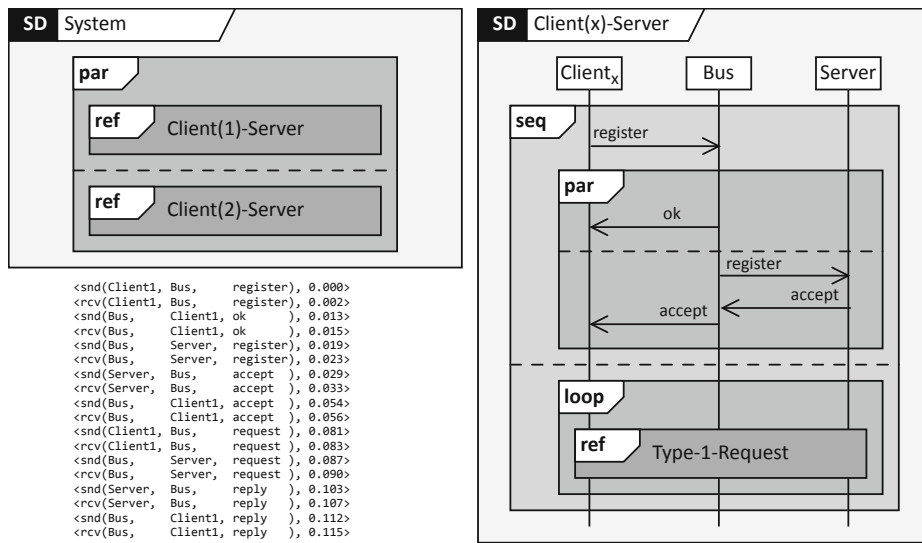 SD System
par
ref Client(1)-Server
ref Client(2)-Server
<snd(Client1, Bus,     register), 0.000>
<rcv(Client1, Bus,     register), 0.002>
<snd(Bus,     Client1, ok      ), 0.013>
<rcv(Bus,     Client1, ok      ), 0.015>
<snd(Bus,     Server,  register), 0.019>
<rcv(Bus,     Server,  register), 0.023>
<snd(Server,  Bus,     accept  ), 0.029>
<rcv(Server,  Bus,     accept  ), 0.033>
<snd(Bus,     Client1, accept  ), 0.054>
<rcv(Bus,     Client1, accept  ), 0.056>
<snd(Client1, Bus,     request ), 0.081>
<rcv(Client1, Bus,     request ), 0.083>
<snd(Bus,     Server,  request ), 0.087>
<rcv(Bus,     Server,  request ), 0.090>
<snd(Server,  Bus,     reply   ), 0.103>
<rcv(Server,  Bus,     reply   ), 0.107>
<snd(Bus,     Client1, reply   ), 0.112>
<rcv(Bus,     Client1, reply   ), 0.115>
SD Client(x)-Server
Clientx Bus Server
seq
register
par
ok
register
accept
accept
loop
ref Type-1-Request